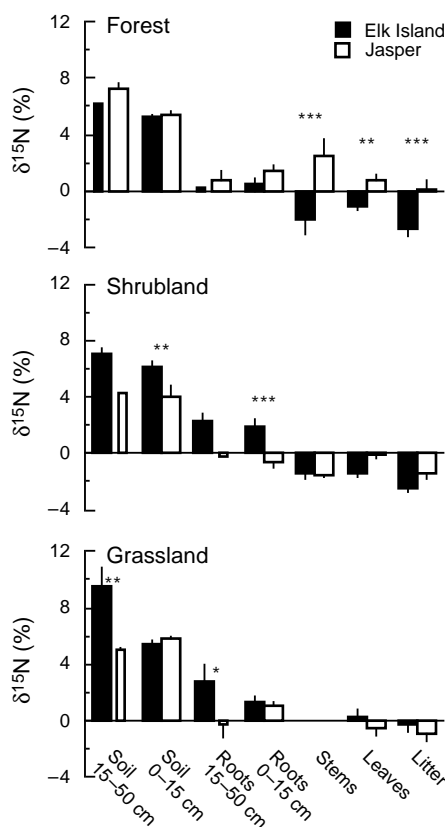 Forest
Elk Island
Jasper
δ¹⁵N (%)
12
8
4
0
−4
***
**
***
Shrubland
δ¹⁵N (%)
12
8
4
0
−4
**
***
Grassland
δ¹⁵N (%)
12
8
4
0
−4
**
*
Soil
15–50 cm
Soil
0–15 cm
Roots
15–50 cm
Roots
0–15 cm
Stems
Leaves
Litter